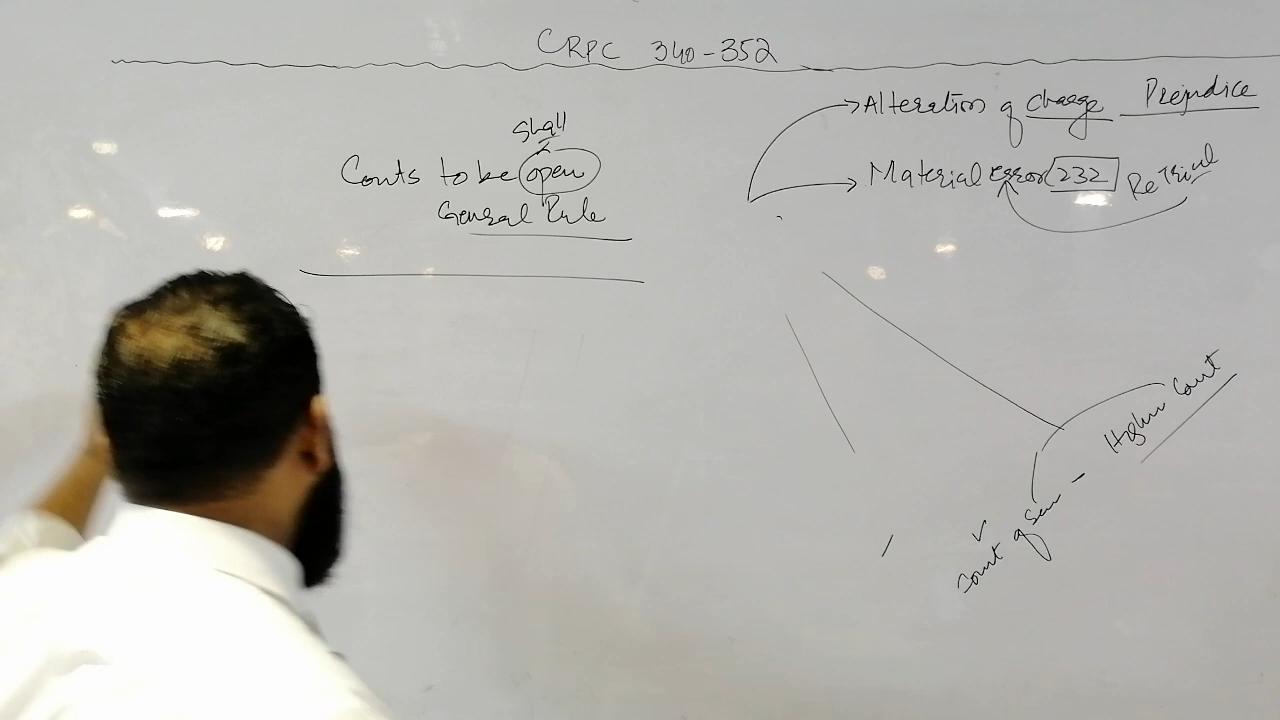 CRPC 340-352
Shall
Courts to be open
General Rule
Alteration of charge Prejudice
Material error 232 ReTrial
Higher Court
Court of Sess -